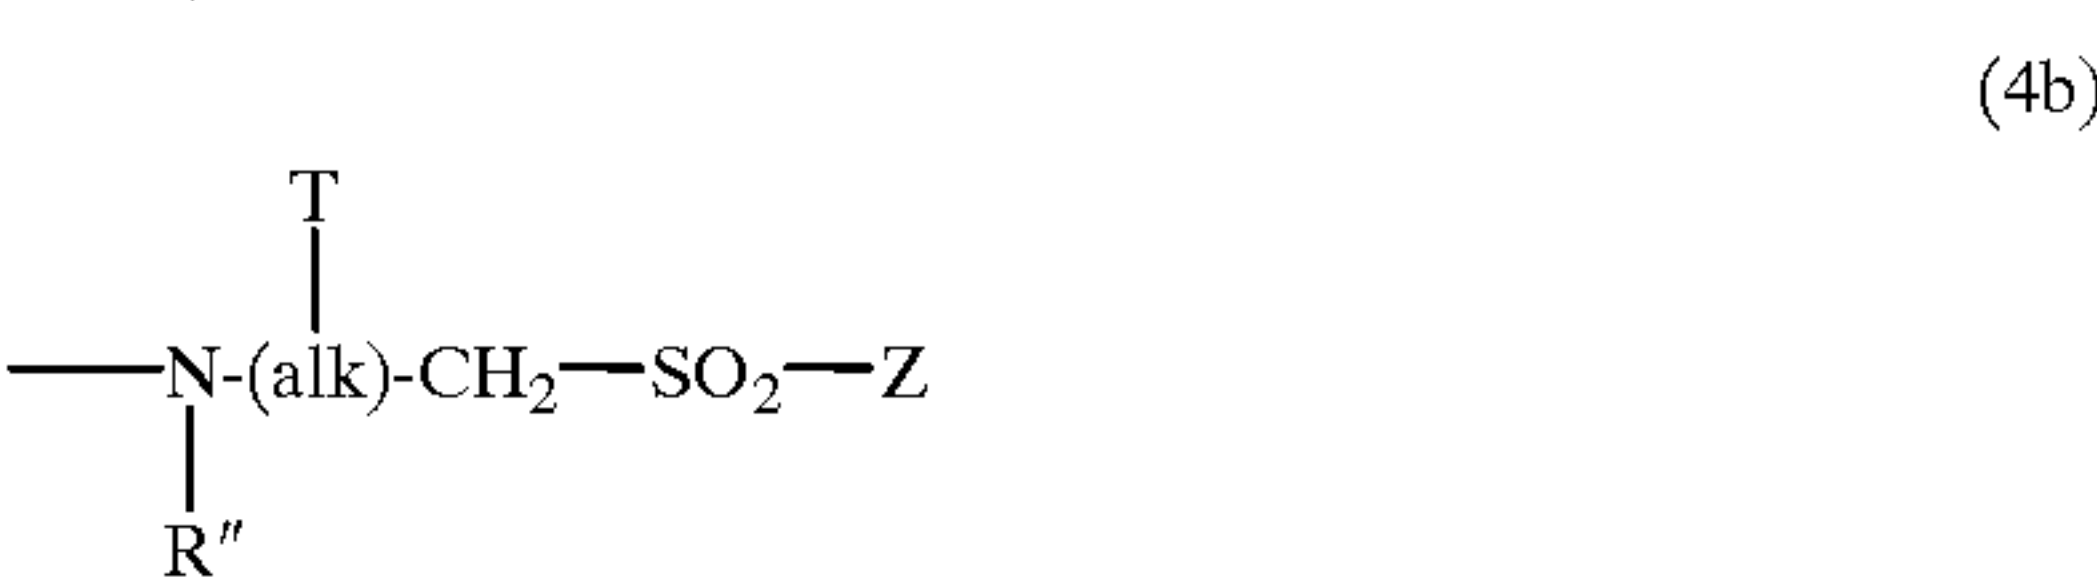 (4b)
T
N-(alk)-CH₂—SO₂—Z
R″